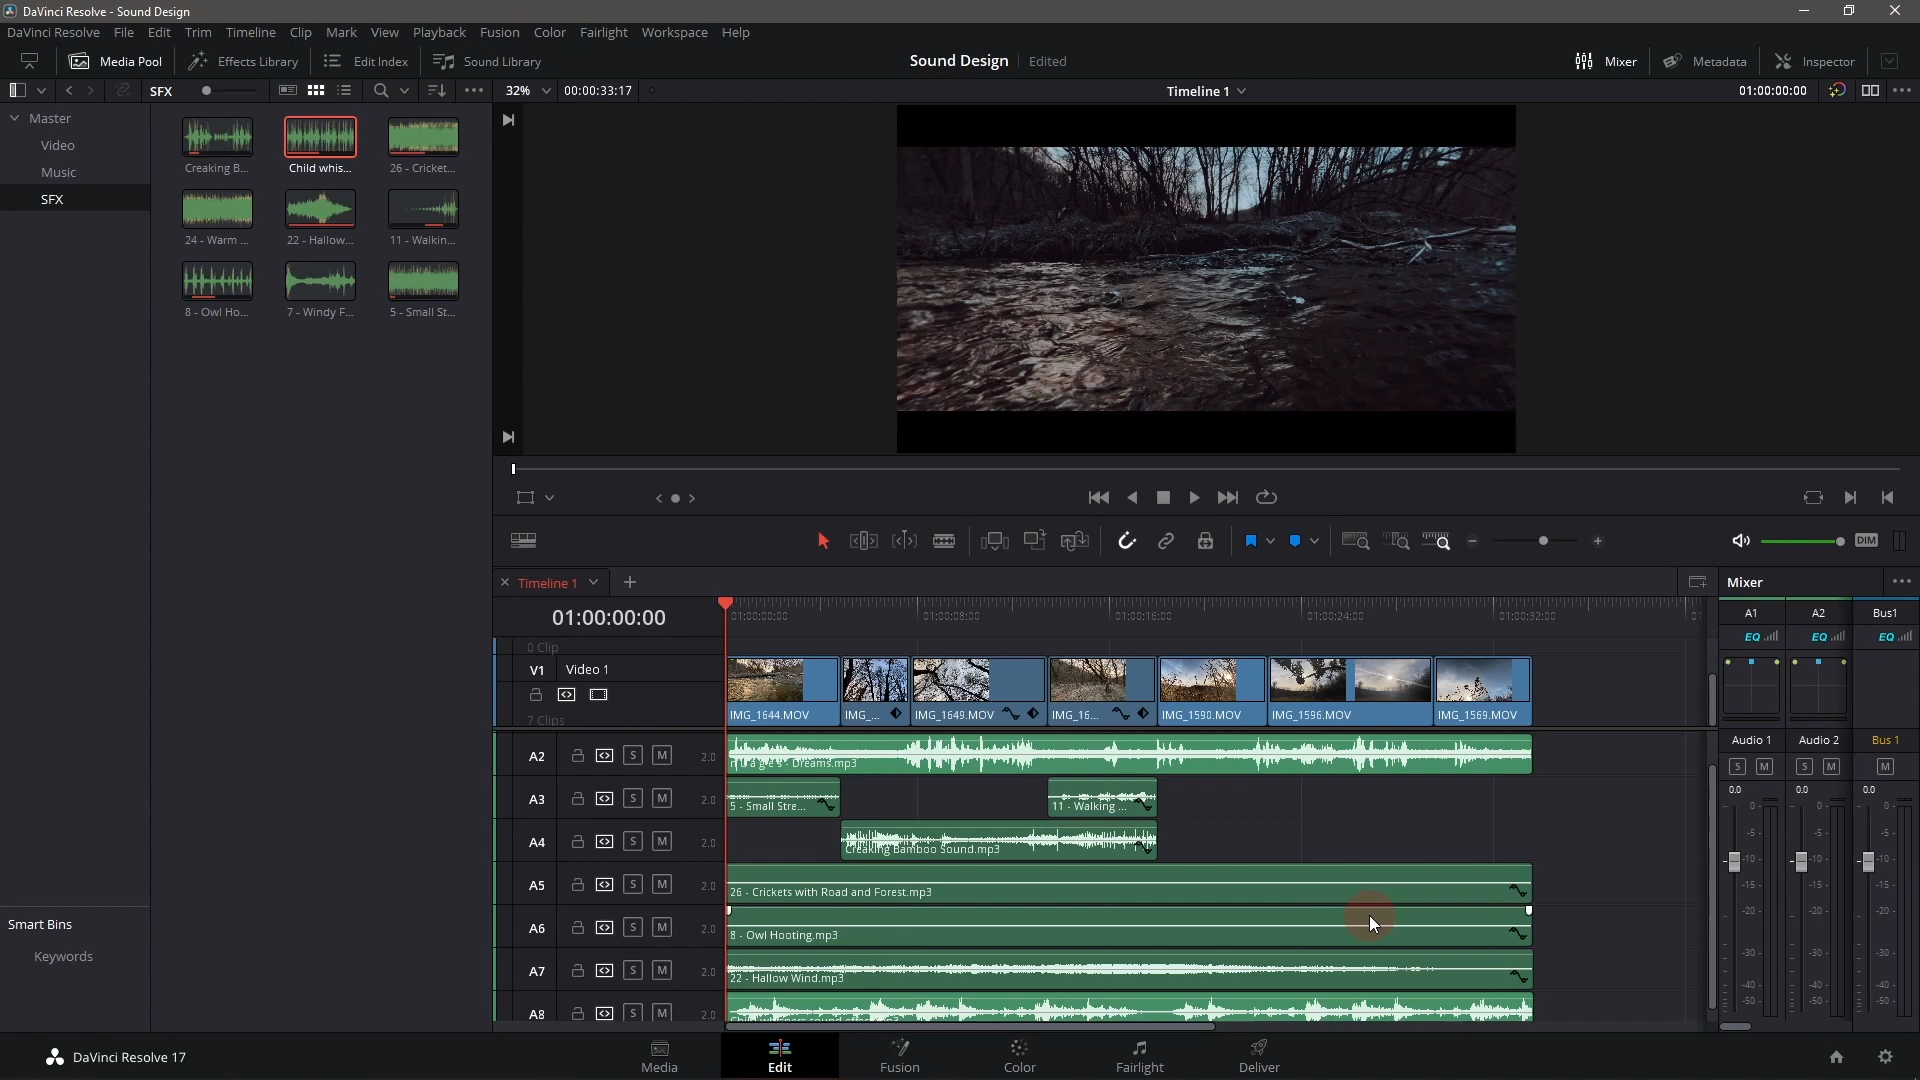 DaVinci Resolve - Sound Design
DaVinci Resolve File Edit Trim Timeline Clip Mark View Playback Fusion Color Fairlight Workspace Help
Media Pool Effects Library Edit Index Sound Library Sound Design Edited Mixer Metadata Inspector
SFX 32% 00:00:33:17 Timeline 1 01:00:00:00
Master
Video
Music
SFX
Creaking B... Child whis... 26 - Cricket...
24 - Warm ... 22 - Hallow... 11 - Walkin...
8 - Owl Ho... 7 - Windy F... 5 - Small St...
DIM
Timeline 1
Mixer
01:00:00:00
01:00:00:00 01:00:08:00 01:00:16:00 01:00:24:00 01:00:32:00
0 Clip
V1 Video 1
7 Clips
IMG_1644.MOV IMG_... IMG_1649.MOV IMG_16... IMG_1590.MOV IMG_1596.MOV IMG_1569.MOV
A2 S M 2.0
n u a g e s - Dreams.mp3
A3 S M 2.0
5 - Small Stre... 11 - Walking ...
A4 S M 2.0
Creaking Bamboo Sound.mp3
A5 S M 2.0
26 - Crickets with Road and Forest.mp3
A6 S M 2.0
8 - Owl Hooting.mp3
A7 S M 2.0
22 - Hallow Wind.mp3
A8 S M 2.0
Child whispers sound effect.mp3
A1 A2 Bus1
EQ EQ EQ
Audio 1 Audio 2 Bus 1
S M S M M
0.0 0.0 0.0
0 0 0
-5 -5 -5
-10 -10 -10
-15 -15 -15
-20 -20 -20
-30 -30 -30
-40 -40 -40
-50 -50 -50
Smart Bins
Keywords
DaVinci Resolve 17
Media Edit Fusion Color Fairlight Deliver